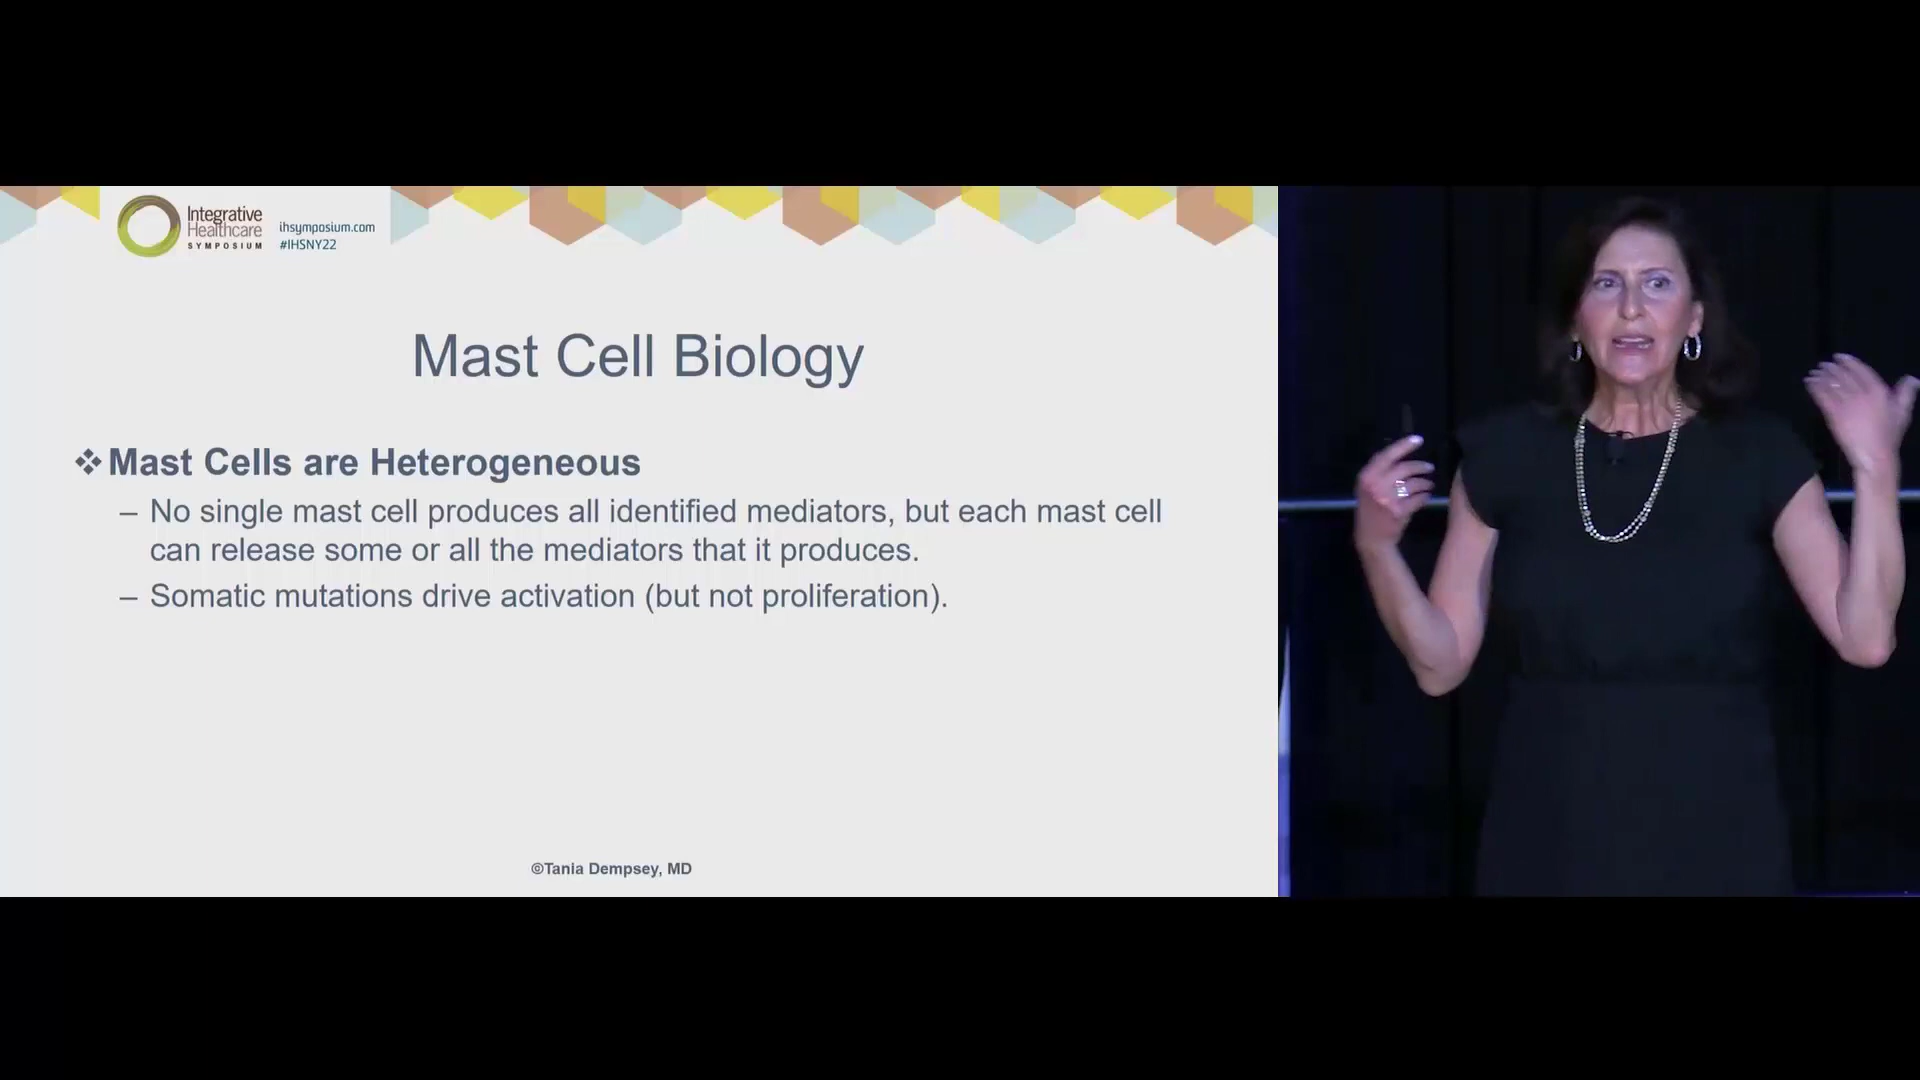 Integrative
Healthcare
SYMPOSIUM
ihsymposium.com
#IHSNY22
Mast Cell Biology
❖Mast Cells are Heterogeneous
– No single mast cell produces all identified mediators, but each mast cell
can release some or all the mediators that it produces.
– Somatic mutations drive activation (but not proliferation).
©Tania Dempsey, MD